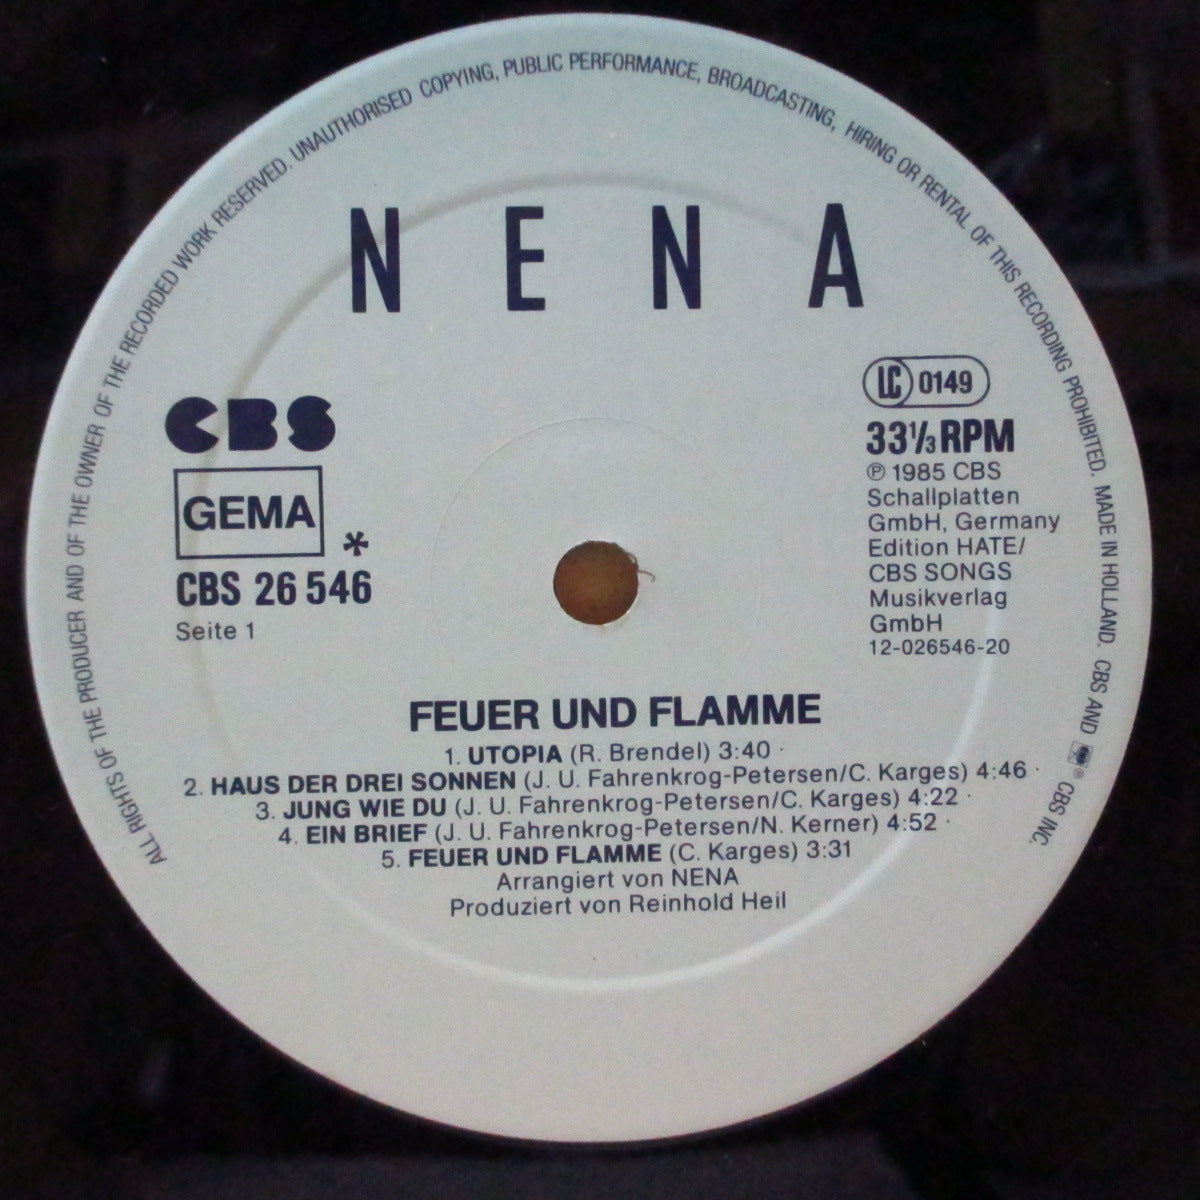 ALL RIGHTS OF THE PRODUCER AND OF THE OWNER OF THE RECORDED WORK RESERVED. UNAUTHORISED COPYING, PUBLIC PERFORMANCE, BROADCASTING, HIRING OR RENTAL OF THIS RECORDING PROHIBITED. MADE IN HOLLAND. CBS AND ® CBS INC.
NENA
CBS
GEMA
*
CBS 26 546
Seite 1
LC 0149
33⅓ RPM
℗ 1985 CBS
Schallplatten
GmbH, Germany
Edition HATE/
CBS SONGS
Musikverlag
GmbH
12-026546-20
FEUER UND FLAMME
1. UTOPIA (R. Brendel) 3:40 ·
2. HAUS DER DREI SONNEN (J. U. Fahrenkrog-Petersen/C. Karges) 4:46 ·
3. JUNG WIE DU (J. U. Fahrenkrog-Petersen/C. Karges) 4:22 ·
4. EIN BRIEF (J. U. Fahrenkrog-Petersen/N. Kerner) 4:52 ·
5. FEUER UND FLAMME (C. Karges) 3:31
Arrangiert von NENA
Produziert von Reinhold Heil